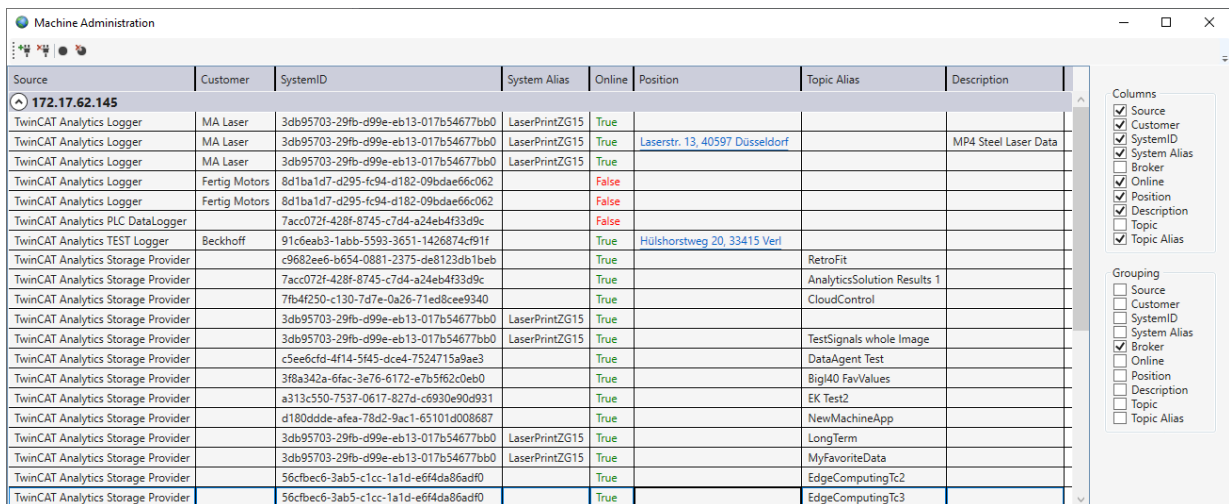 Machine Administration
Source Customer SystemID System Alias Online Position Topic Alias Description
172.17.62.145
TwinCAT Analytics Logger MA Laser 3db95703-29fb-d99e-eb13-017b54677bb0 LaserPrintZG15 True
TwinCAT Analytics Logger MA Laser 3db95703-29fb-d99e-eb13-017b54677bb0 LaserPrintZG15 True Laserstr. 13, 40597 Düsseldorf MP4 Steel Laser Data
TwinCAT Analytics Logger MA Laser 3db95703-29fb-d99e-eb13-017b54677bb0 LaserPrintZG15 True
TwinCAT Analytics Logger Fertig Motors 8d1ba1d7-d295-fc94-d182-09bdae66c062 False
TwinCAT Analytics Logger Fertig Motors 8d1ba1d7-d295-fc94-d182-09bdae66c062 False
TwinCAT Analytics PLC DataLogger 7acc072f-428f-8745-c7d4-a24eb4f33d9c False
TwinCAT Analytics TEST Logger Beckhoff 91c6eab3-1abb-5593-3651-1426874cf91f True Hülshorstweg 20, 33415 Verl
TwinCAT Analytics Storage Provider c9682ee6-b654-0881-2375-de8123db1beb True RetroFit
TwinCAT Analytics Storage Provider 7acc072f-428f-8745-c7d4-a24eb4f33d9c True AnalyticsSolution Results 1
TwinCAT Analytics Storage Provider 7fb4f250-c130-7d7e-0a26-71ed8cee9340 True CloudControl
TwinCAT Analytics Storage Provider 3db95703-29fb-d99e-eb13-017b54677bb0 LaserPrintZG15 True
TwinCAT Analytics Storage Provider 3db95703-29fb-d99e-eb13-017b54677bb0 LaserPrintZG15 True TestSignals whole Image
TwinCAT Analytics Storage Provider c5ee6cfd-4f14-5f45-dce4-7524715a9ae3 True DataAgent Test
TwinCAT Analytics Storage Provider 3f8a342a-6fac-3e76-6172-e7b5f62c0eb0 True BigI40 FavValues
TwinCAT Analytics Storage Provider a313c550-7537-0617-827d-c6930e90d931 True EK Test2
TwinCAT Analytics Storage Provider d180ddde-afea-78d2-9ac1-65101d008687 True NewMachineApp
TwinCAT Analytics Storage Provider 3db95703-29fb-d99e-eb13-017b54677bb0 LaserPrintZG15 True LongTerm
TwinCAT Analytics Storage Provider 3db95703-29fb-d99e-eb13-017b54677bb0 LaserPrintZG15 True MyFavoriteData
TwinCAT Analytics Storage Provider 56cfbec6-3ab5-c1cc-1a1d-e6f4da86adf0 True EdgeComputingTc2
TwinCAT Analytics Storage Provider 56cfbec6-3ab5-c1cc-1a1d-e6f4da86adf0 True EdgeComputingTc3
Columns
Source
Customer
SystemID
System Alias
Broker
Online
Position
Description
Topic
Topic Alias
Grouping
Source
Customer
SystemID
System Alias
Broker
Online
Position
Description
Topic
Topic Alias